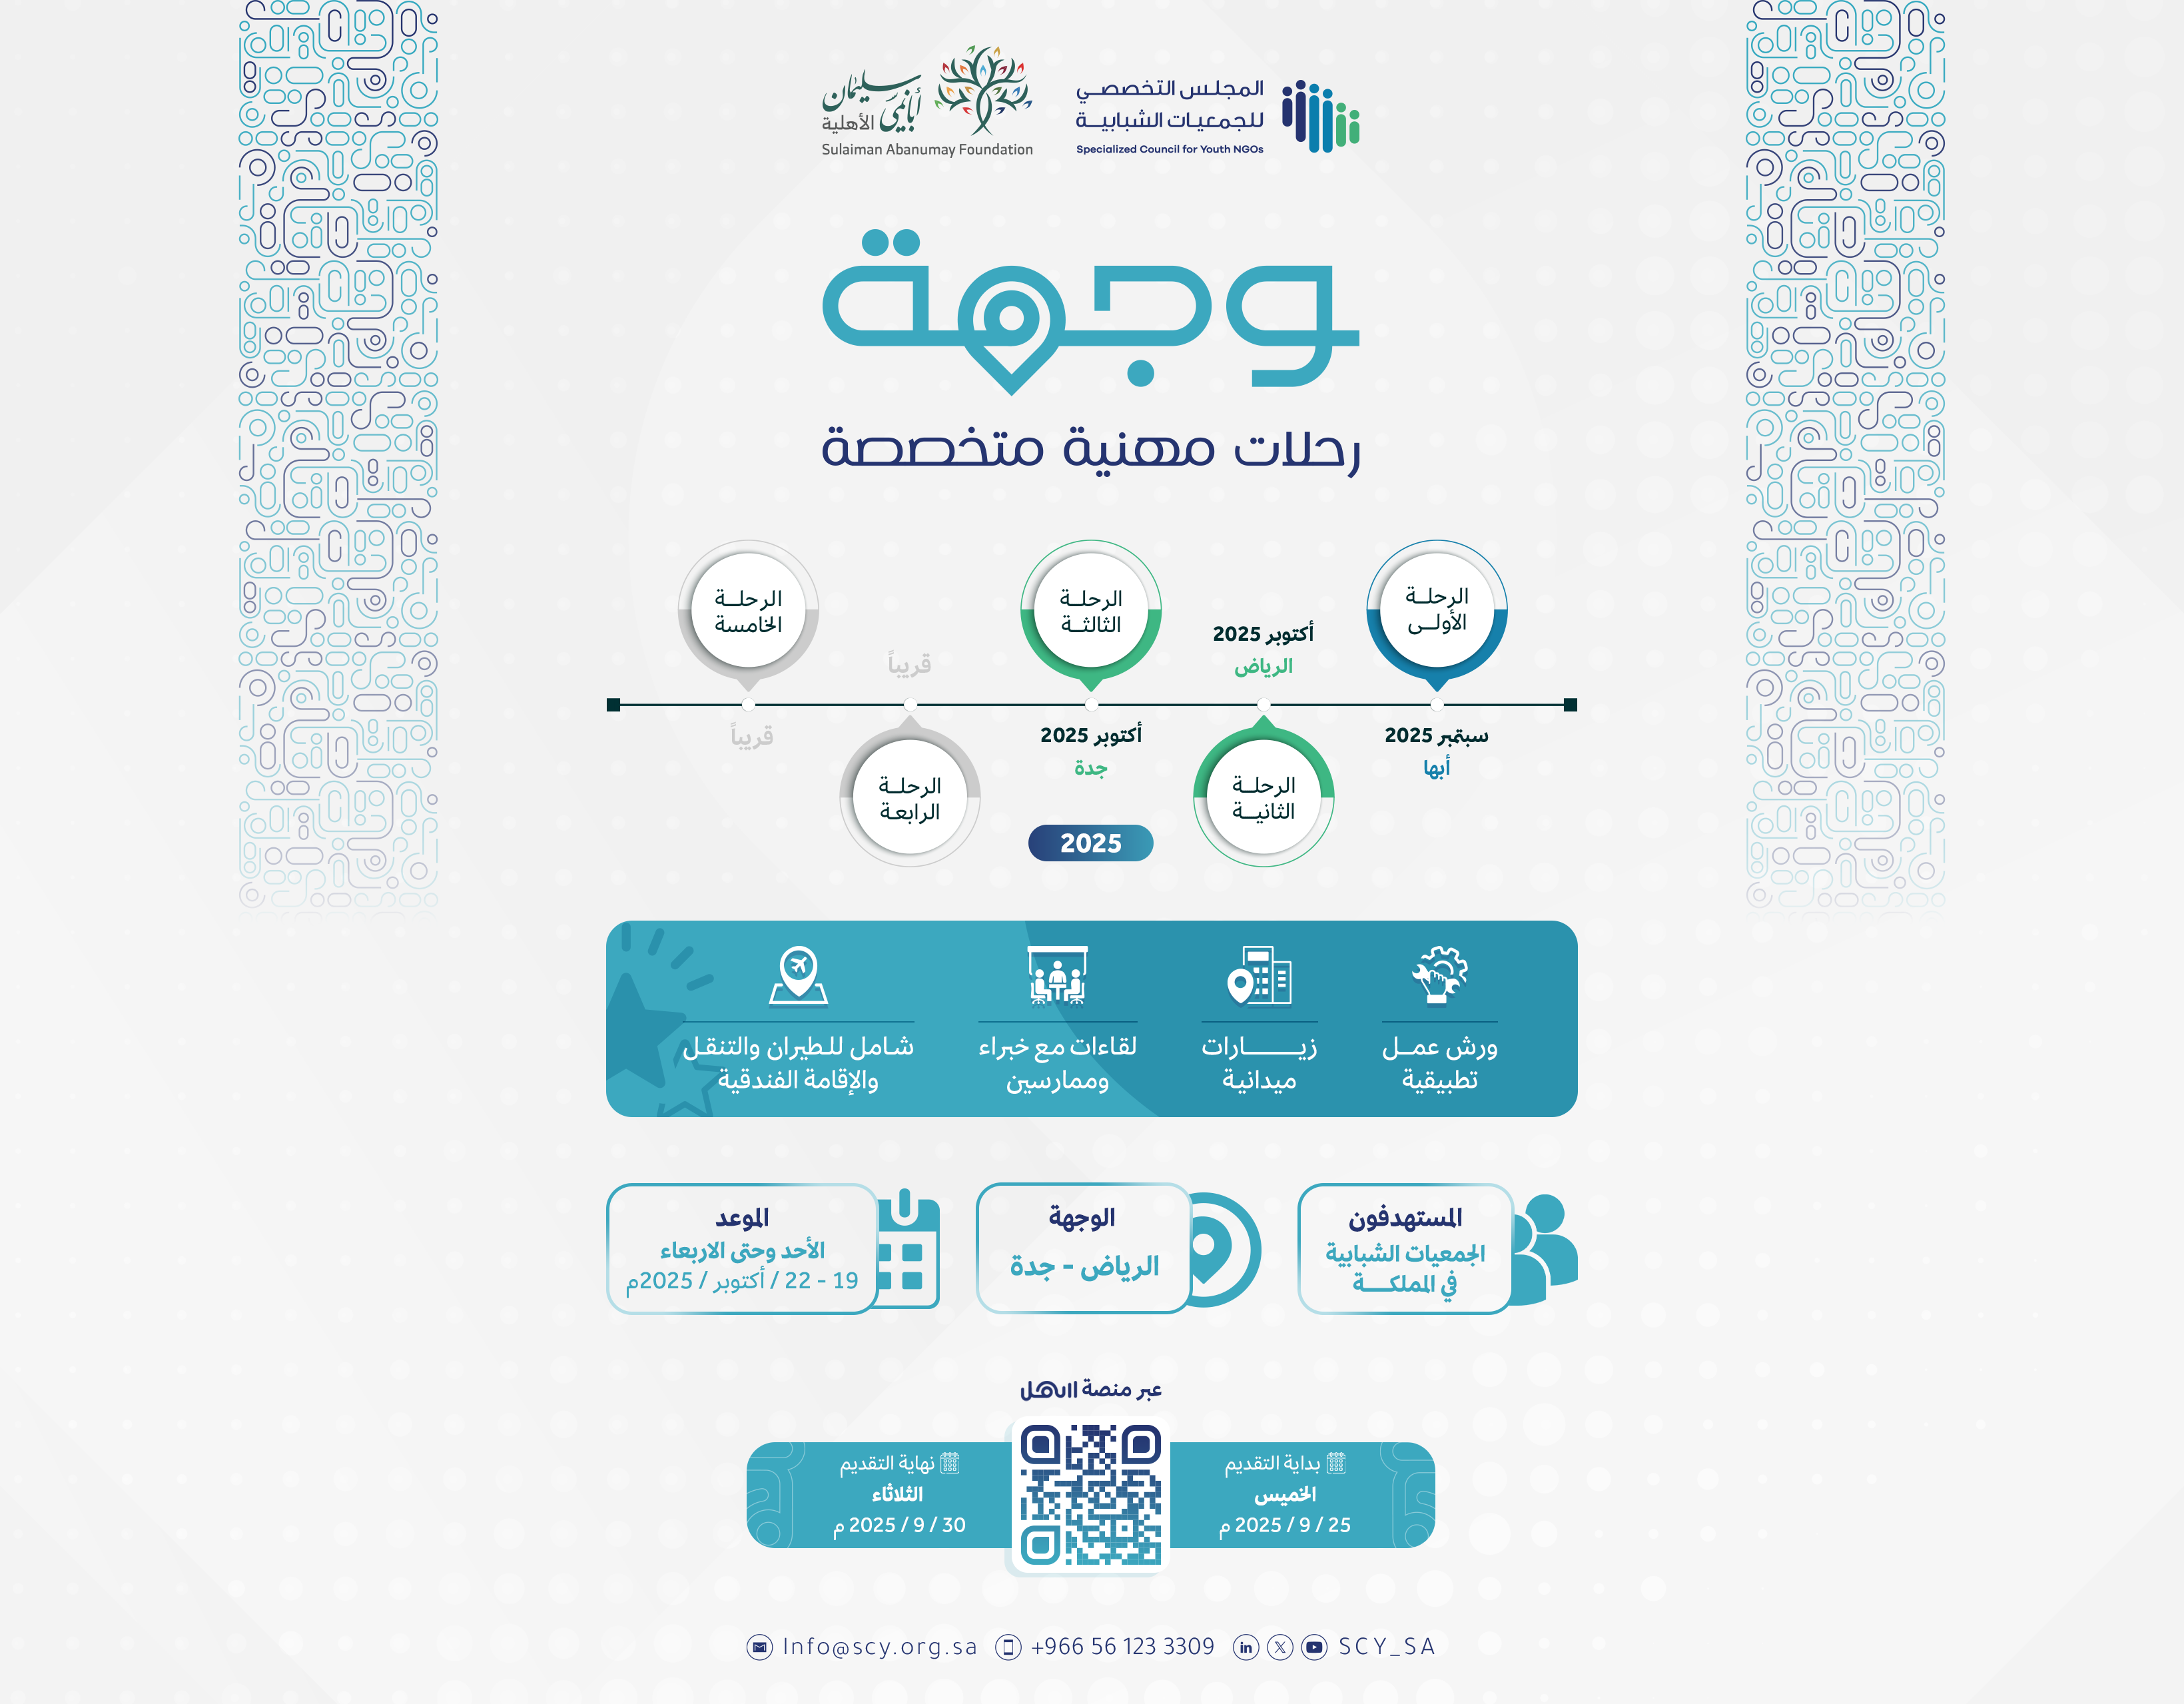 المجلس التخصصي
للجمعيات الشبابية
Specialized Council for Youth NGOs
سليمان
أبانمي الأهلية
Sulaiman Abanumay Foundation
وجهة
رحلات مهنية متخصصة
الرحلة
الأولى
سبتمبر 2025
أبها
أكتوبر 2025
الرياض
الرحلة
الثانية
الرحلة
الثالثة
أكتوبر 2025
جدة
قريباً
الرحلة
الرابعة
الرحلة
الخامسة
قريباً
2025
ورش عمل
تطبيقية
زيارات
ميدانية
لقاءات مع خبراء
وممارسين
شامل للطيران والتنقل
والإقامة الفندقية
المستهدفون
الجمعيات الشبابية
في المملكة
الوجهة
الرياض - جدة
الموعد
الأحد وحتى الاربعاء
19 - 22 / أكتوبر / 2025م
عبر منصة انهل
بداية التقديم
الخميس
25 / 9 / 2025 م
نهاية التقديم
الثلاثاء
30 / 9 / 2025 م
Info@scy.org.sa +966 56 123 3309 SCY_SA